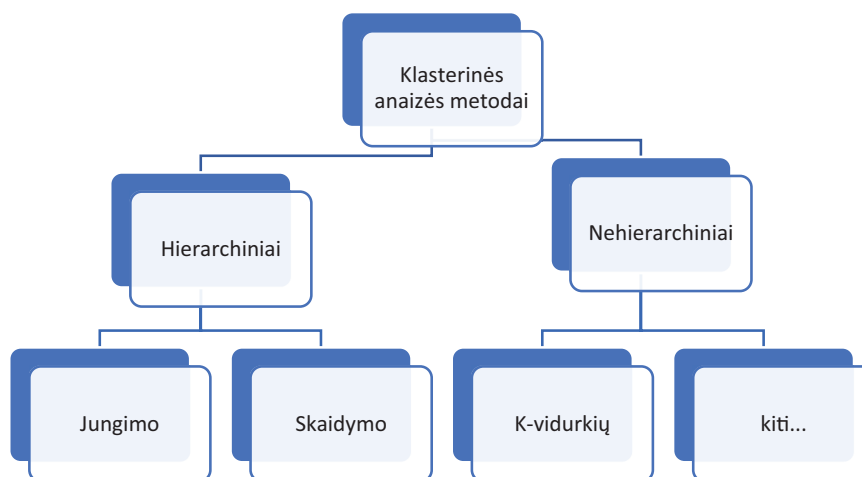 Klasterinės
anaizės metodai
Hierarchiniai
Nehierarchiniai
Jungimo
Skaidymo
K-vidurkių
kiti...